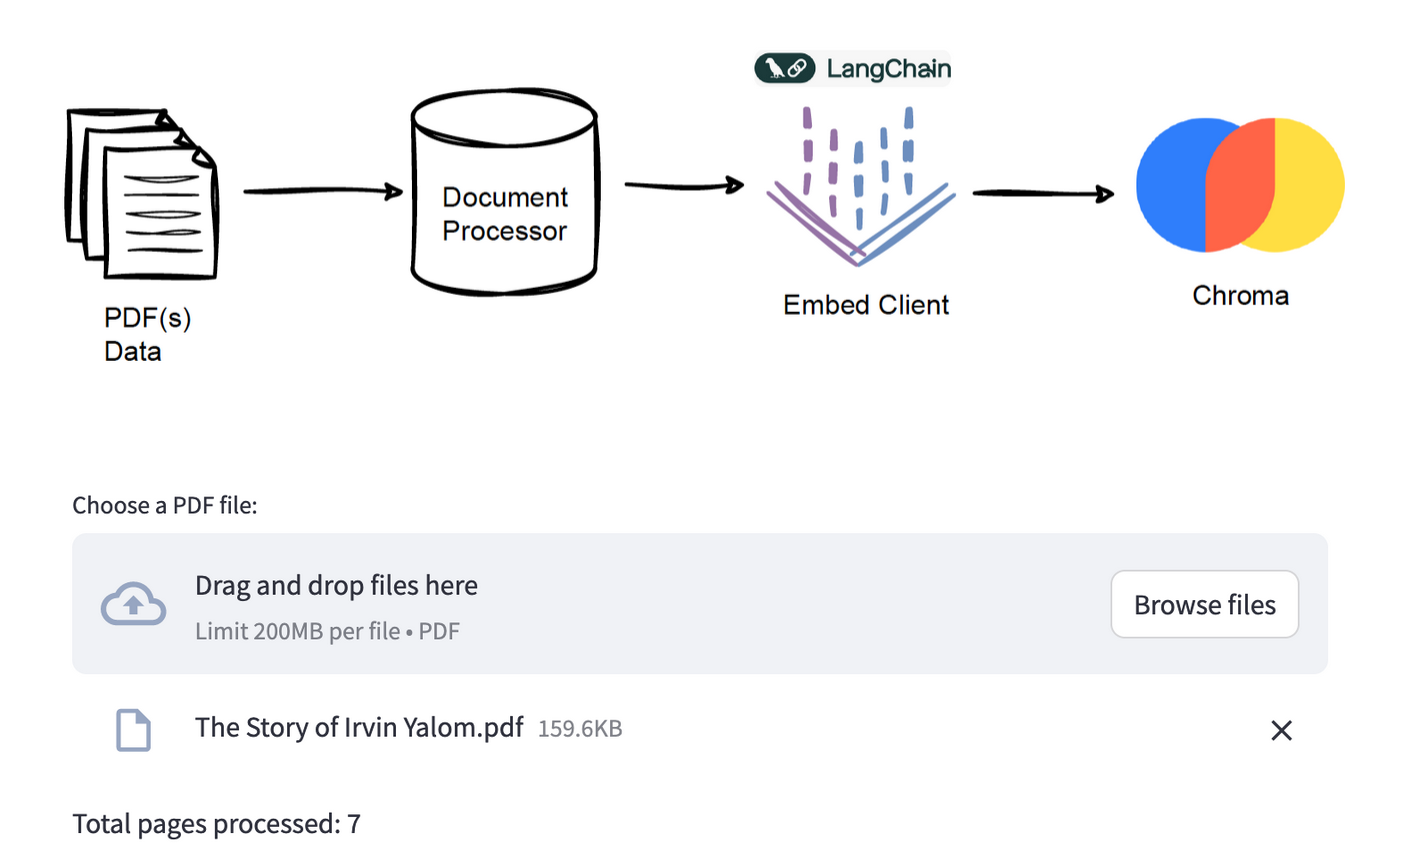 LangChain
Document
Processor
Embed Client
Chroma
PDF(s)
Data
Choose a PDF file:
Drag and drop files here
Limit 200MB per file • PDF
Browse files
The Story of Irvin Yalom.pdf 159.6KB
Total pages processed: 7